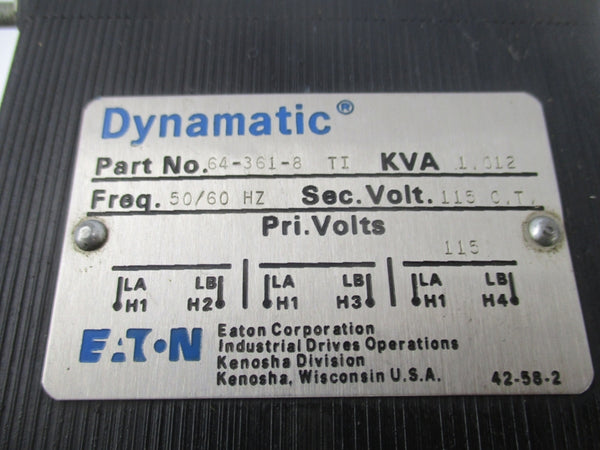 Dynamatic®
Part No. 64-361-8 TI KVA 1.012
Freq. 50/60 HZ Sec. Volt. 115 C.T.
Pri. Volts
115
LA LB LA LB LA LB
H1 H2 H1 H3 H1 H4
EATON Eaton Corporation
Industrial Drives Operations
Kenosha Division
Kenosha, Wisconsin U.S.A. 42-58-2